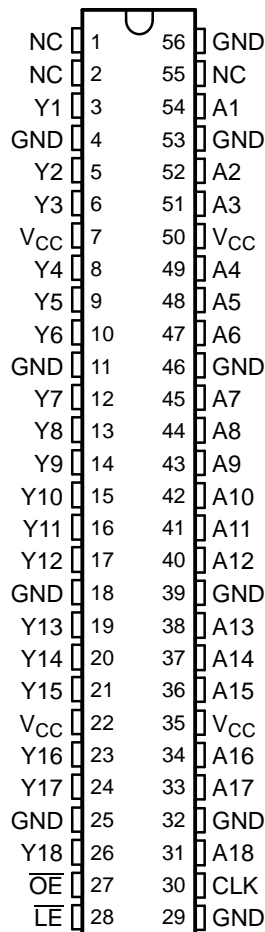 NC 1 56 GND
NC 2 55 NC
Y1 3 54 A1
GND 4 53 GND
Y2 5 52 A2
Y3 6 51 A3
VCC 7 50 VCC
Y4 8 49 A4
Y5 9 48 A5
Y6 10 47 A6
GND 11 46 GND
Y7 12 45 A7
Y8 13 44 A8
Y9 14 43 A9
Y10 15 42 A10
Y11 16 41 A11
Y12 17 40 A12
GND 18 39 GND
Y13 19 38 A13
Y14 20 37 A14
Y15 21 36 A15
VCC 22 35 VCC
Y16 23 34 A16
Y17 24 33 A17
GND 25 32 GND
Y18 26 31 A18
O̅E̅ 27 30 CLK
L̅E̅ 28 29 GND